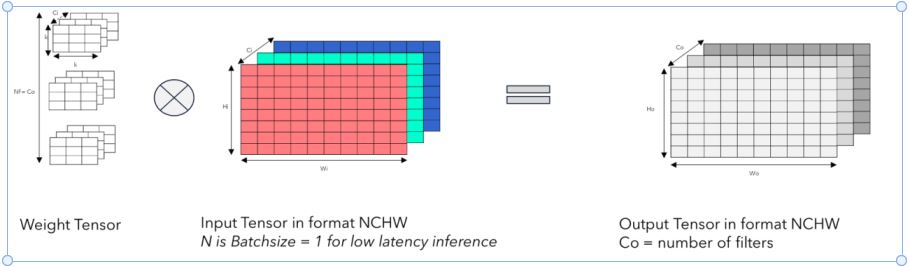 Ci
k
k
NF= Co
Ci
Hi
Wi
Co
Ho
Wo
Weight Tensor
Input Tensor in format NCHW
N is Batchsize = 1 for low latency inference
Output Tensor in format NCHW
Co = number of filters